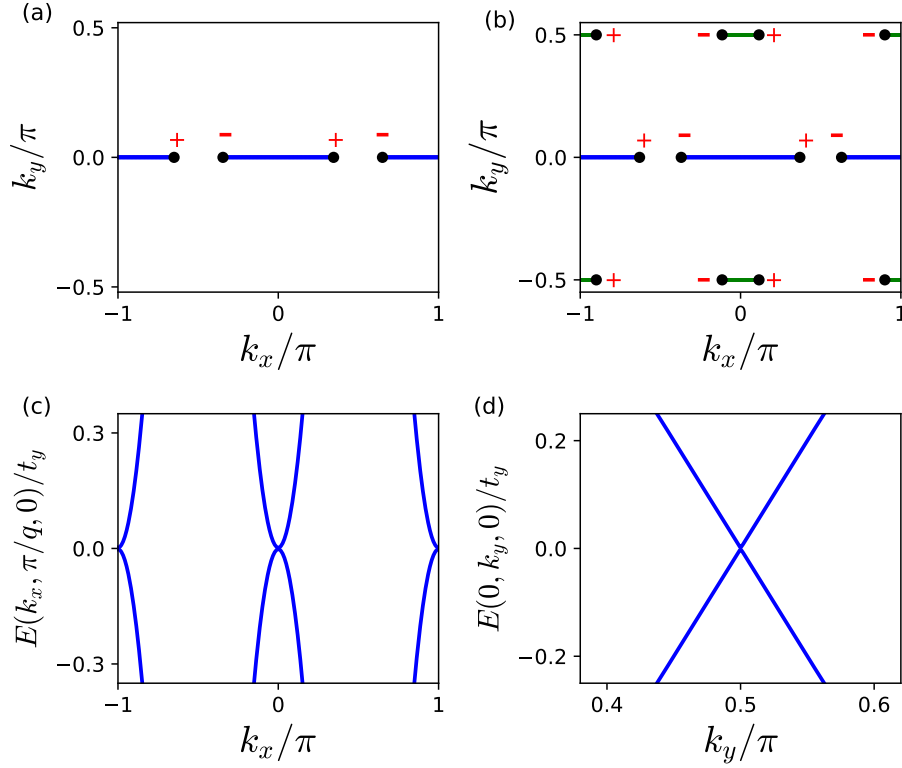 (a)
0.5
0.0
−0.5
k_y/π
+ − + −
−1 0 1
k_x/π
(b)
0.5
0.0
−0.5
k_y/π
+ − + −
+ − + −
+ − + −
−1 0 1
k_x/π
(c)
0.3
0.0
−0.3
E(k_x, π/q, 0)/t_y
−1 0 1
k_x/π
(d)
0.2
0.0
−0.2
E(0, k_y, 0)/t_y
0.4 0.5 0.6
k_y/π